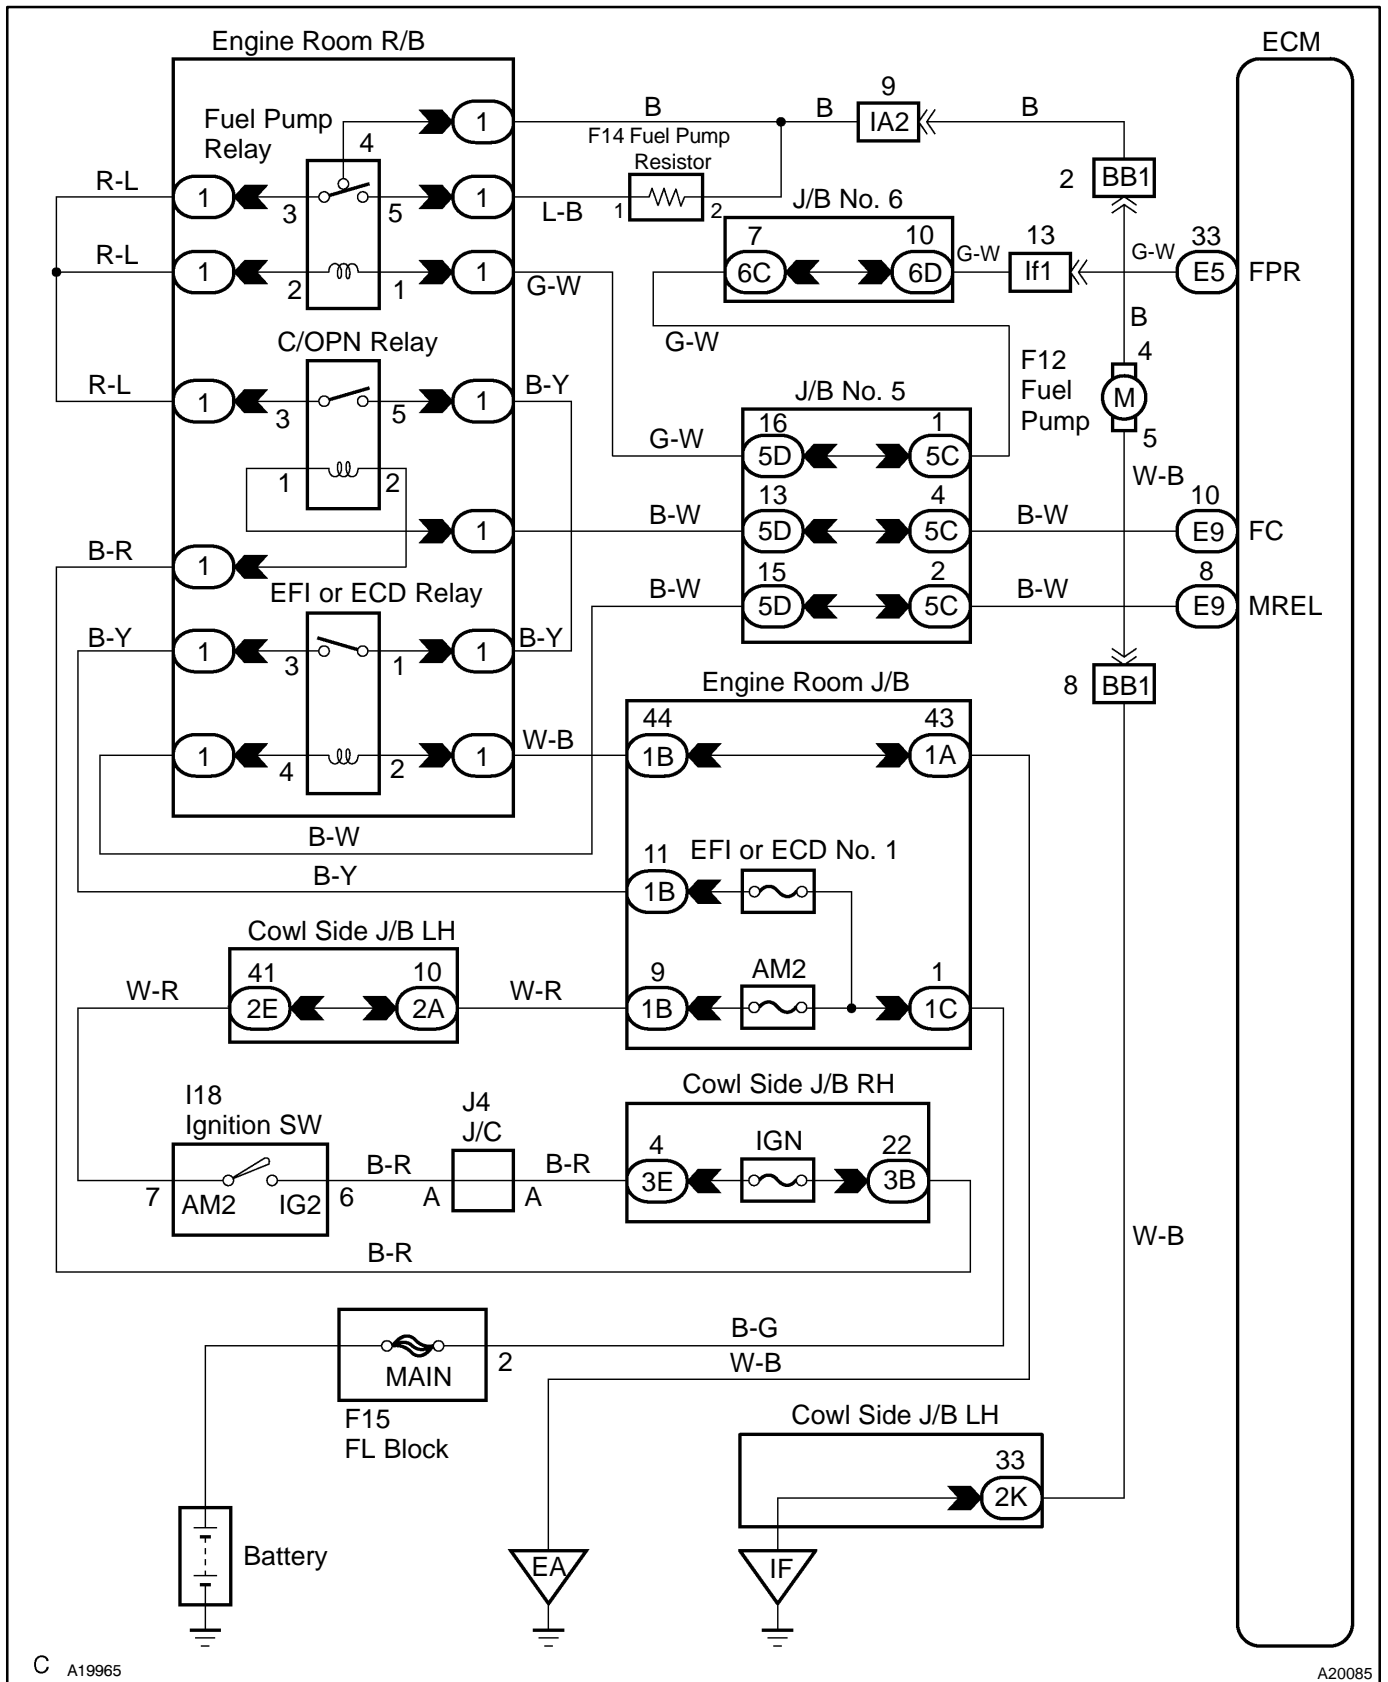 Engine Room R/B
ECM
Fuel Pump
Relay
4
1
B
F14 Fuel Pump
Resistor
B
9
IA2
B
2
BB1
R-L
1
3
5
1
L-B
1
2
J/B No. 6
7
6C
10
6D
G-W
13
If1
G-W
33
E5
FPR
R-L
1
2
1
1
G-W
G-W
B
4
F12
Fuel
Pump
M
5
W-B
C/OPN Relay
R-L
1
3
5
1
B-Y
J/B No. 5
G-W
16
5D
1
5C
1
2
1
B-W
13
5D
4
5C
B-W
10
E9
FC
B-R
1
EFI or ECD Relay
B-W
15
5D
2
5C
B-W
8
E9
MREL
B-Y
1
3
1
1
B-Y
8
BB1
Engine Room J/B
1
4
2
1
W-B
44
1B
43
1A
B-W
B-Y
11
1B
EFI or ECD No. 1
Cowl Side J/B LH
W-R
41
2E
10
2A
W-R
9
1B
AM2
1
1C
I18
Ignition SW
7
AM2
IG2
6
B-R
J4
J/C
A
A
B-R
Cowl Side J/B RH
4
3E
IGN
22
3B
B-R
W-B
MAIN
2
F15
FL Block
B-G
W-B
Cowl Side J/B LH
33
2K
Battery
EA
IF
C
A19965
A20085